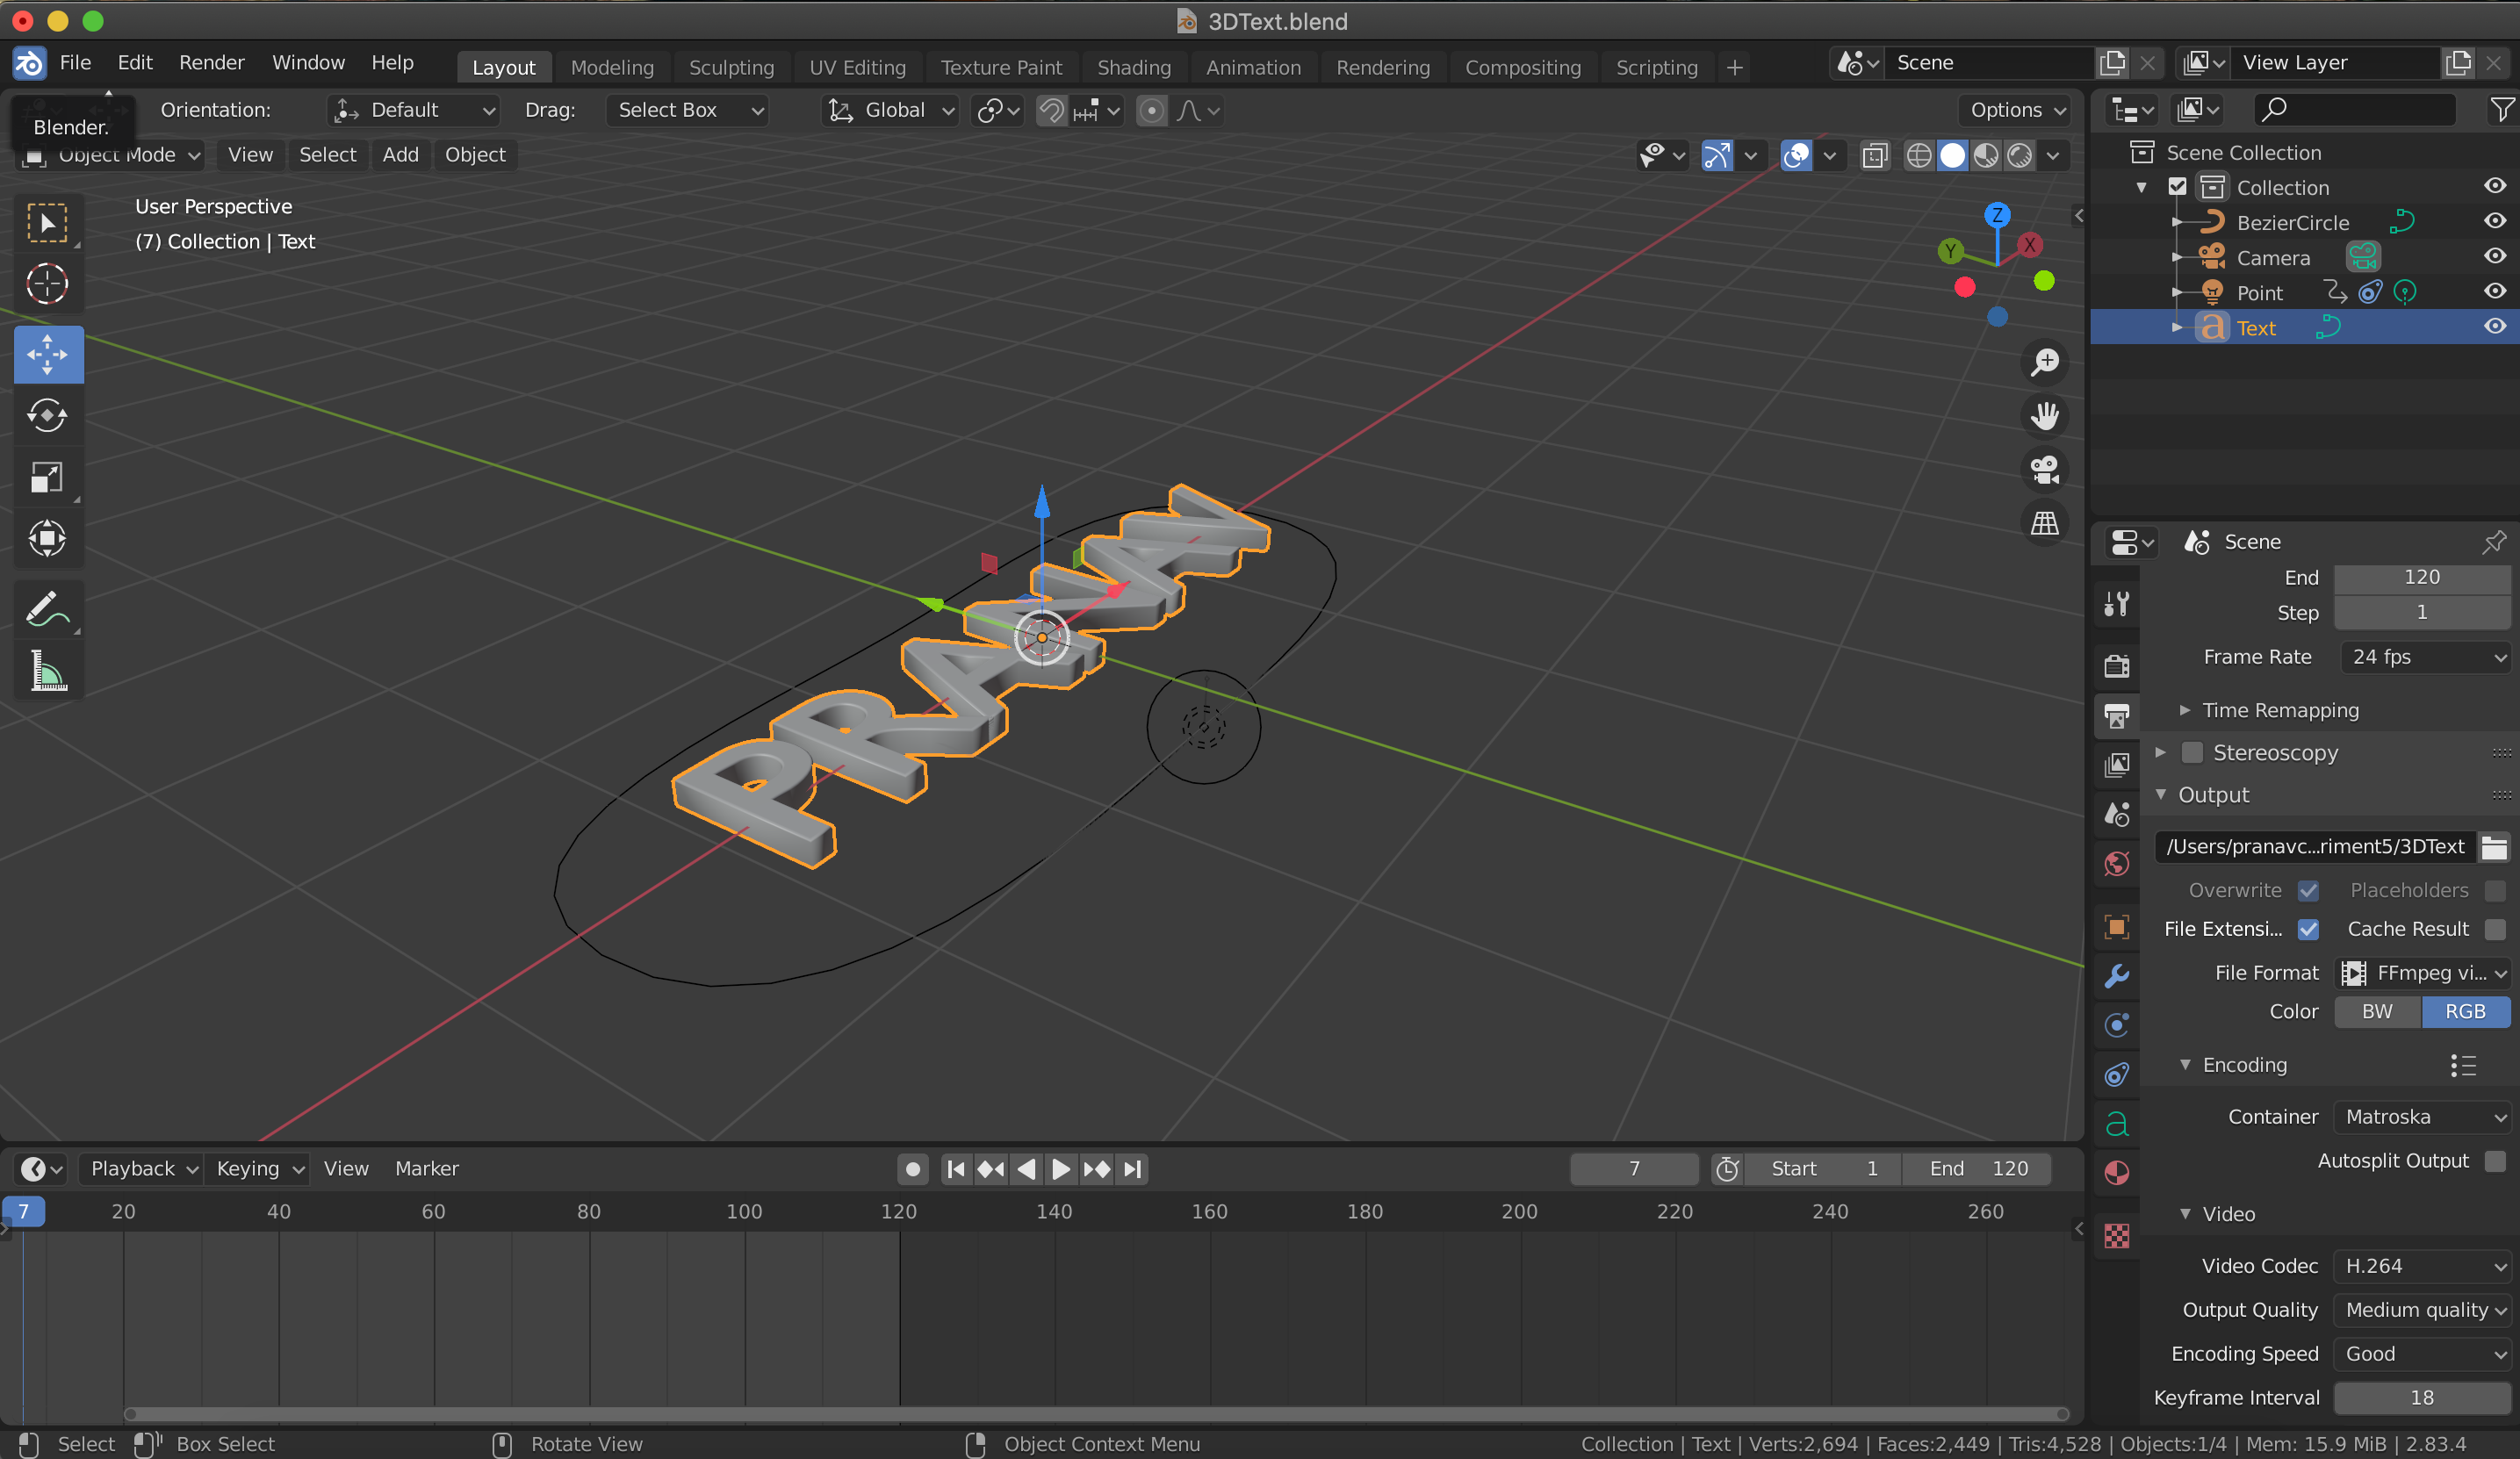 3DText.blend
File Edit Render Window Help Layout Modeling Sculpting UV Editing Texture Paint Shading Animation Rendering Compositing Scripting + Scene View Layer
Blender.
Orientation: Default Drag: Select Box Global Options
Object Mode View Select Add Object
User Perspective
(7) Collection | Text
Z
Y
X
PRANAV
Scene Collection
Collection
BezierCircle
Camera
Point
a Text
Scene
End 120
Step 1
Frame Rate 24 fps
Time Remapping
Stereoscopy
Output
/Users/pranavc...riment5/3DText
Overwrite Placeholders
File Extensi... Cache Result
File Format FFmpeg vi...
Color BW RGB
Encoding
Container Matroska
Autosplit Output
Video
Video Codec H.264
Output Quality Medium quality
Encoding Speed Good
Keyframe Interval 18
Playback Keying View Marker 7 Start 1 End 120
7 20 40 60 80 100 120 140 160 180 200 220 240 260
Select Box Select Rotate View Object Context Menu Collection | Text | Verts:2,694 | Faces:2,449 | Tris:4,528 | Objects:1/4 | Mem: 15.9 MiB | 2.83.4